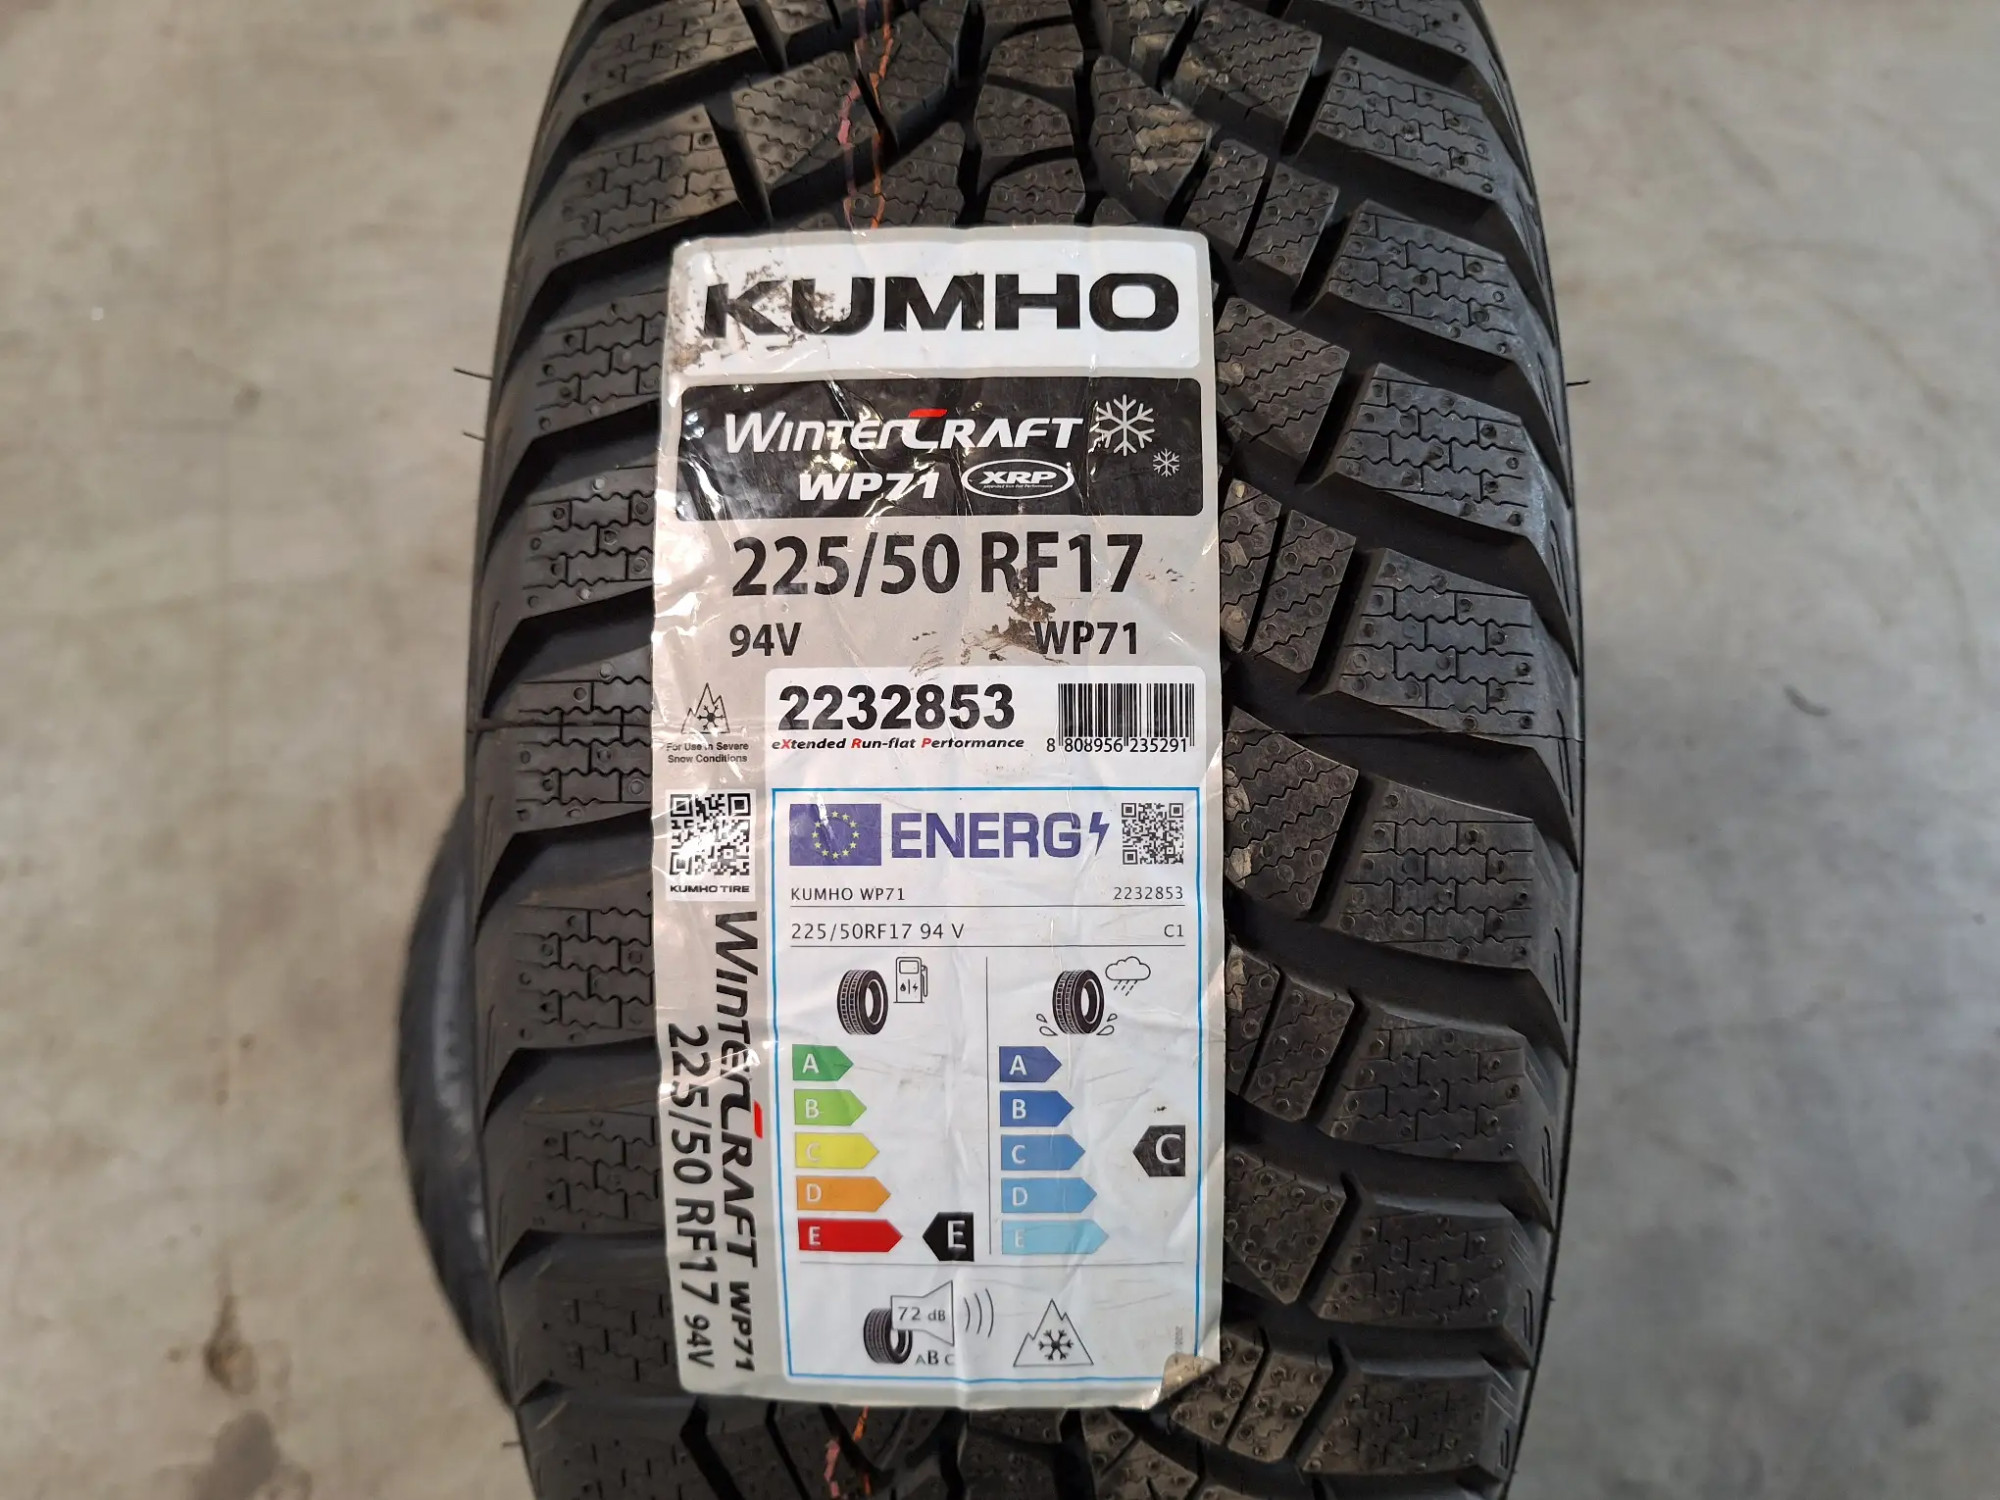 KUMHO
WINTERCRAFT
WP71 XRP
225/50 RF17
94V WP71
2232853
eXtended Run-flat Performance
8 808956 235291
For Use in Severe
Snow Conditions
KUMHO TIRE
WINTERCRAFT WP71
225/50 RF17 94V
ENERG
KUMHO WP71 2232853
225/50RF17 94 V C1
A A
B B
C C C
D D
E E E
72 dB
ABC